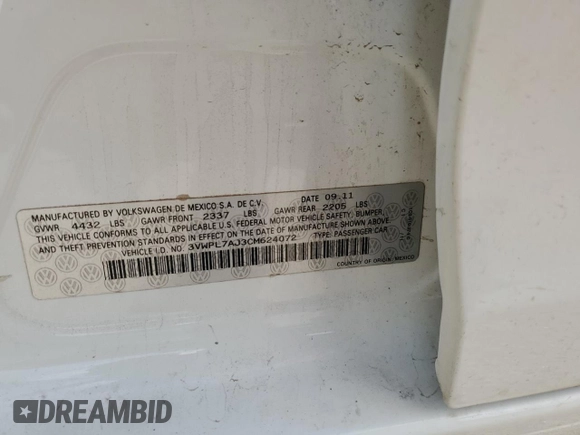 MANUFACTURED BY VOLKSWAGEN DE MEXICO S.A. DE C.V. DATE 09.11
GVWR 4432 LBS GAWR FRONT 2337 LBS GAWR REAR 2205 LBS
THIS VEHICLE CONFORMS TO ALL APPLICABLE U.S. FEDERAL MOTOR VEHICLE SAFETY, BUMPER,
AND THEFT PREVENTION STANDARDS IN EFFECT ON THE DATE OF MANUFACTURE SHOWN ABOVE.
VEHICLE I.D. NO. 3VWPL7AJ3CM624072 TYPE: PASSENGER CAR
COUNTRY OF ORIGIN: MEXICO
DREAMBID